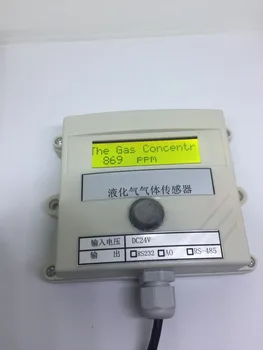 The Gas Concentr
869 PPM
液化气气体传感器
输入电压 DC24V
输 出 □RS232 □AO □RS-485